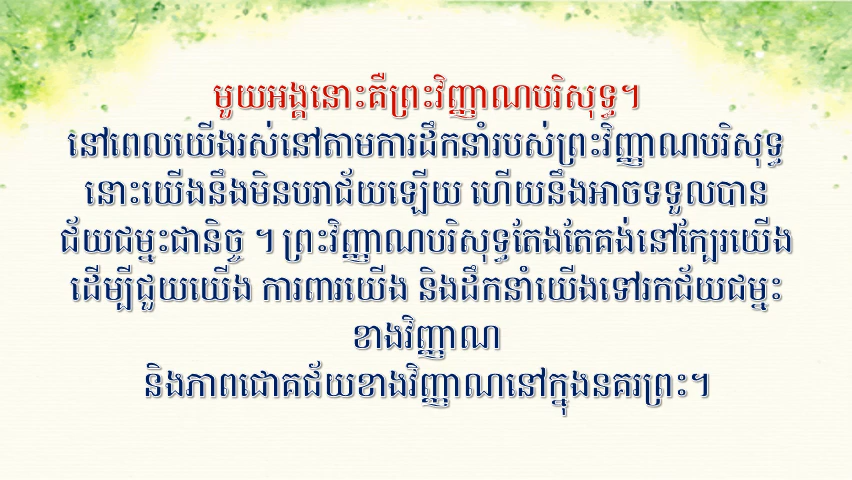 មួយអង្គនោះគឺព្រះវិញ្ញាណបរិសុទ្ធ។
នៅពេលយើងរស់នៅតាមការដឹកនាំរបស់ព្រះវិញ្ញាណបរិសុទ្ធ
នោះយើងនឹងមិនបរាជ័យឡើយ ហើយនឹងអាចទទួលបាន
ជ័យជម្នះជានិច្ច ។ ព្រះវិញ្ញាណបរិសុទ្ធតែងតែគង់នៅក្បែរយើង
ដើម្បីជួយយើង ការពារយើង និងដឹកនាំយើងទៅរកជ័យជម្នះ
ខាងវិញ្ញាណ
និងភាពជោគជ័យខាងវិញ្ញាណនៅក្នុងនគរព្រះ។